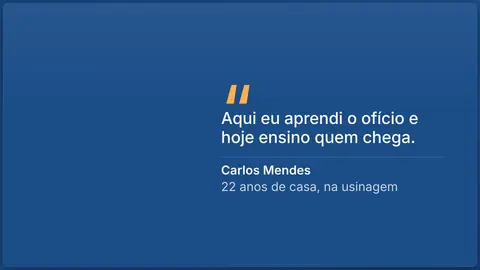 Aqui eu aprendi o ofício e
hoje ensino quem chega.
Carlos Mendes
22 anos de casa, na usinagem